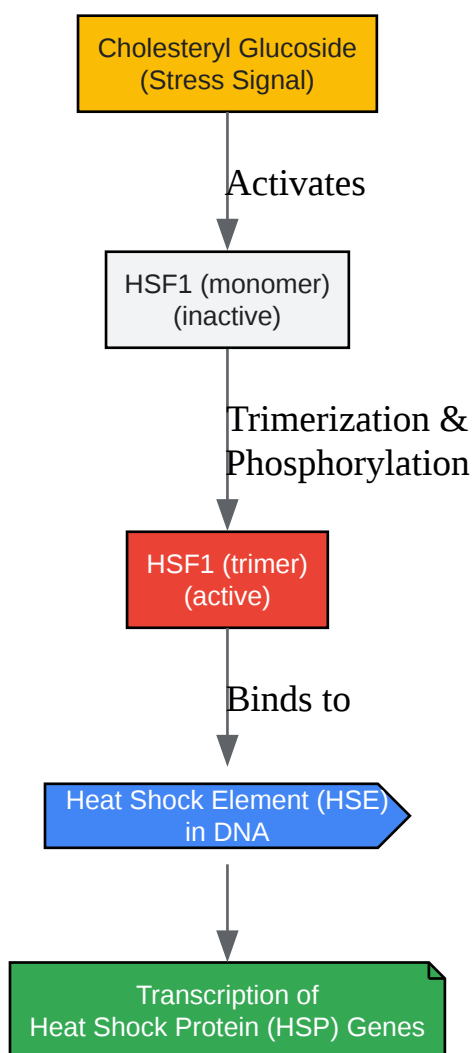 Cholesteryl Glucoside
(Stress Signal)
Activates
HSF1 (monomer)
(inactive)
Trimerization &
Phosphorylation
HSF1 (trimer)
(active)
Binds to
Heat Shock Element (HSE)
in DNA
Transcription of
Heat Shock Protein (HSP) Genes